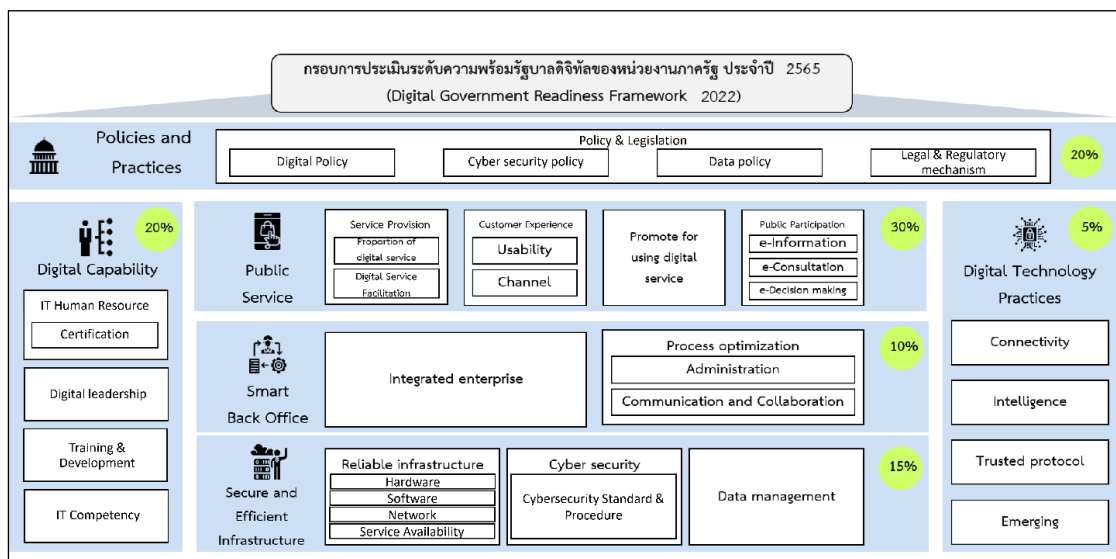 กรอบการประเมินระดับความพร้อมรัฐบาลดิจิทัลของหน่วยงานภาครัฐ ประจำปี 2565
(Digital Government Readiness Framework 2022)
Policies and
Practices
Policy & Legislation
Digital Policy
Cyber security policy
Data policy
Legal & Regulatory
mechanism
20%
20%
Digital Capability
IT Human Resource
Certification
Digital leadership
Training &
Development
IT Competency
Public
Service
Service Provision
Proportion of
digital service
Digital Service
Facilitation
Customer Experience
Usability
Channel
Promote for
using digital
service
Public Participation
e-Information
e-Consultation
e-Decision making
30%
Smart
Back Office
Integrated enterprise
Process optimization
Administration
Communication and Collaboration
10%
Secure and
Efficient
Infrastructure
Reliable infrastructure
Hardware
Software
Network
Service Availability
Cyber security
Cybersecurity Standard &
Procedure
Data management
15%
5%
Digital Technology
Practices
Connectivity
Intelligence
Trusted protocol
Emerging